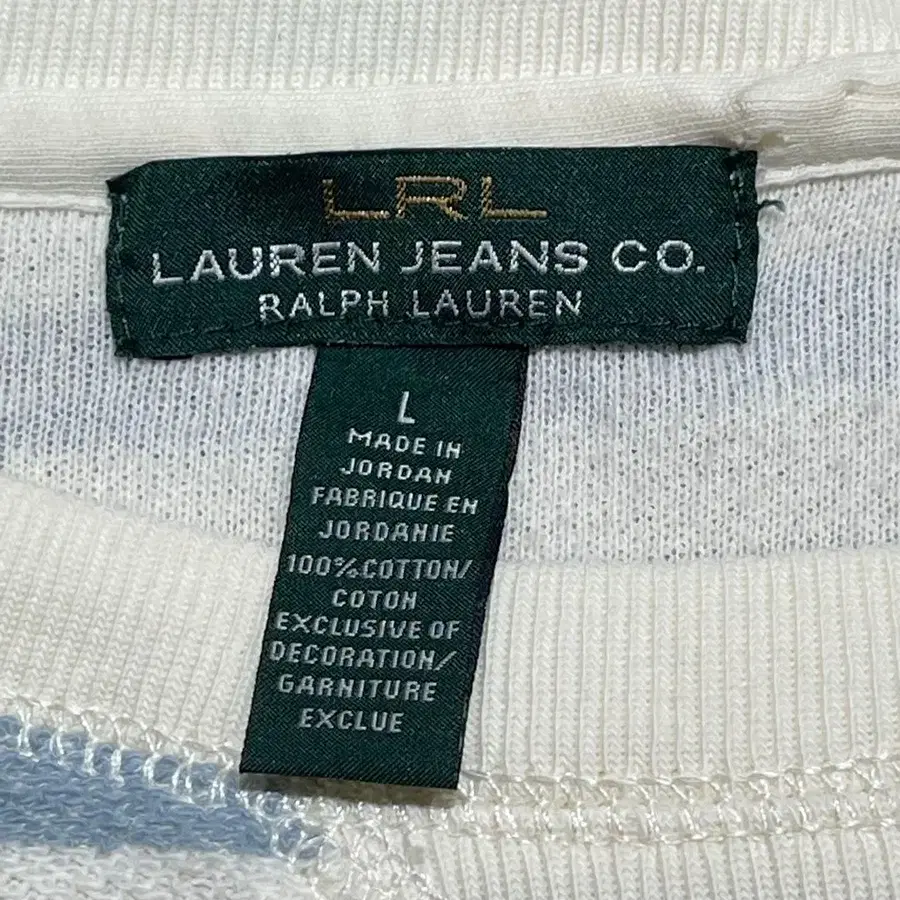 LRL
LAUREN JEANS CO.
RALPH LAUREN
L
MADE IN
JORDAN
FABRIQUE EN
JORDANIE
100%COTTON/
COTON
EXCLUSIVE OF
DECORATION/
GARNITURE
EXCLUE